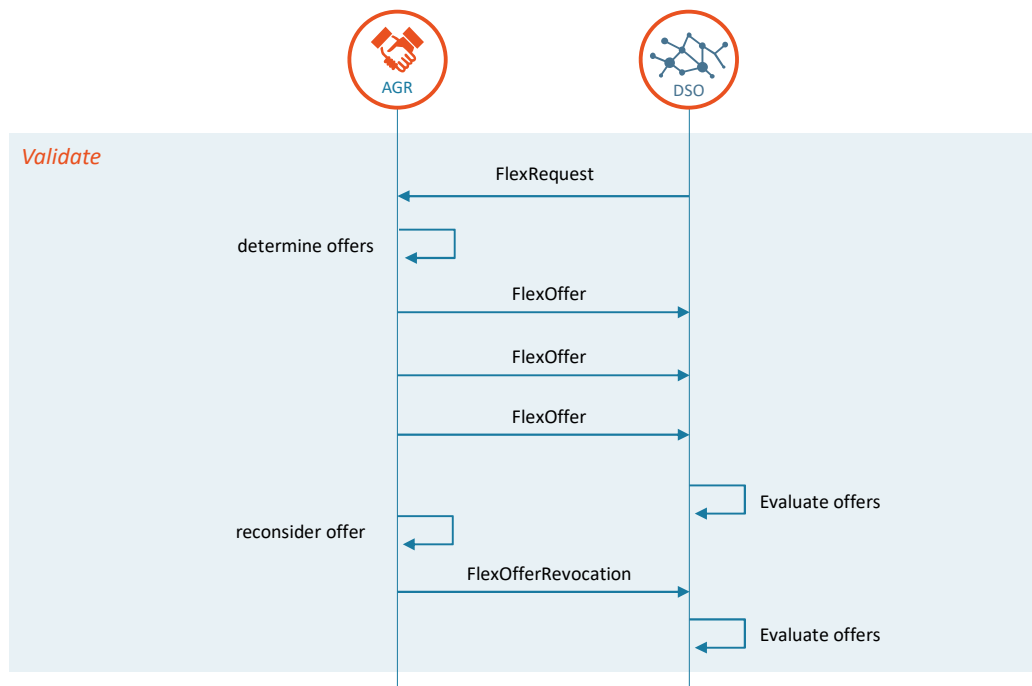 AGR
DSO
Validate
FlexRequest
determine offers
FlexOffer
FlexOffer
FlexOffer
Evaluate offers
reconsider offer
FlexOfferRevocation
Evaluate offers